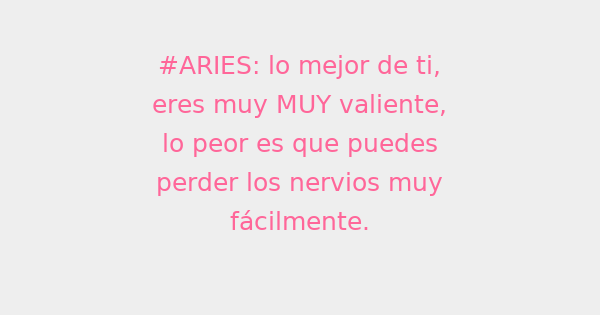 #ARIES: lo mejor de ti,
eres muy MUY valiente,
lo peor es que puedes
perder los nervios muy
fácilmente.